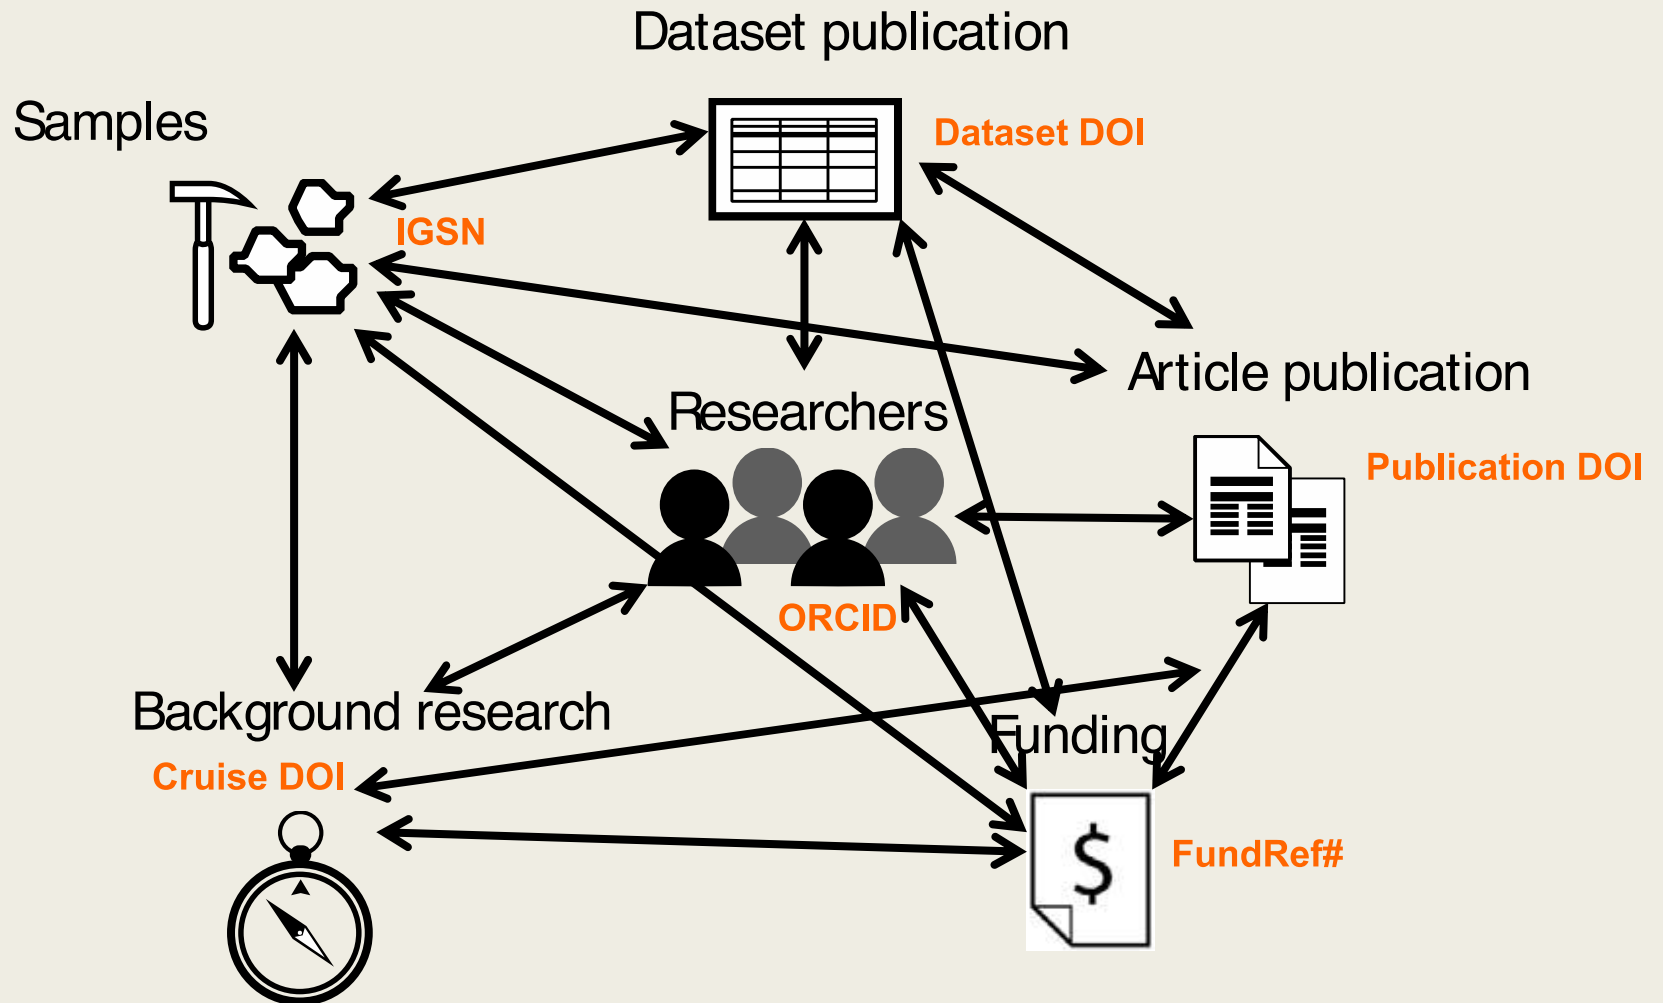 Dataset publication
Samples
Dataset DOI
IGSN
Article publication
Researchers
Publication DOI
ORCID
Background research
Funding
Cruise DOI
$
FundRef#